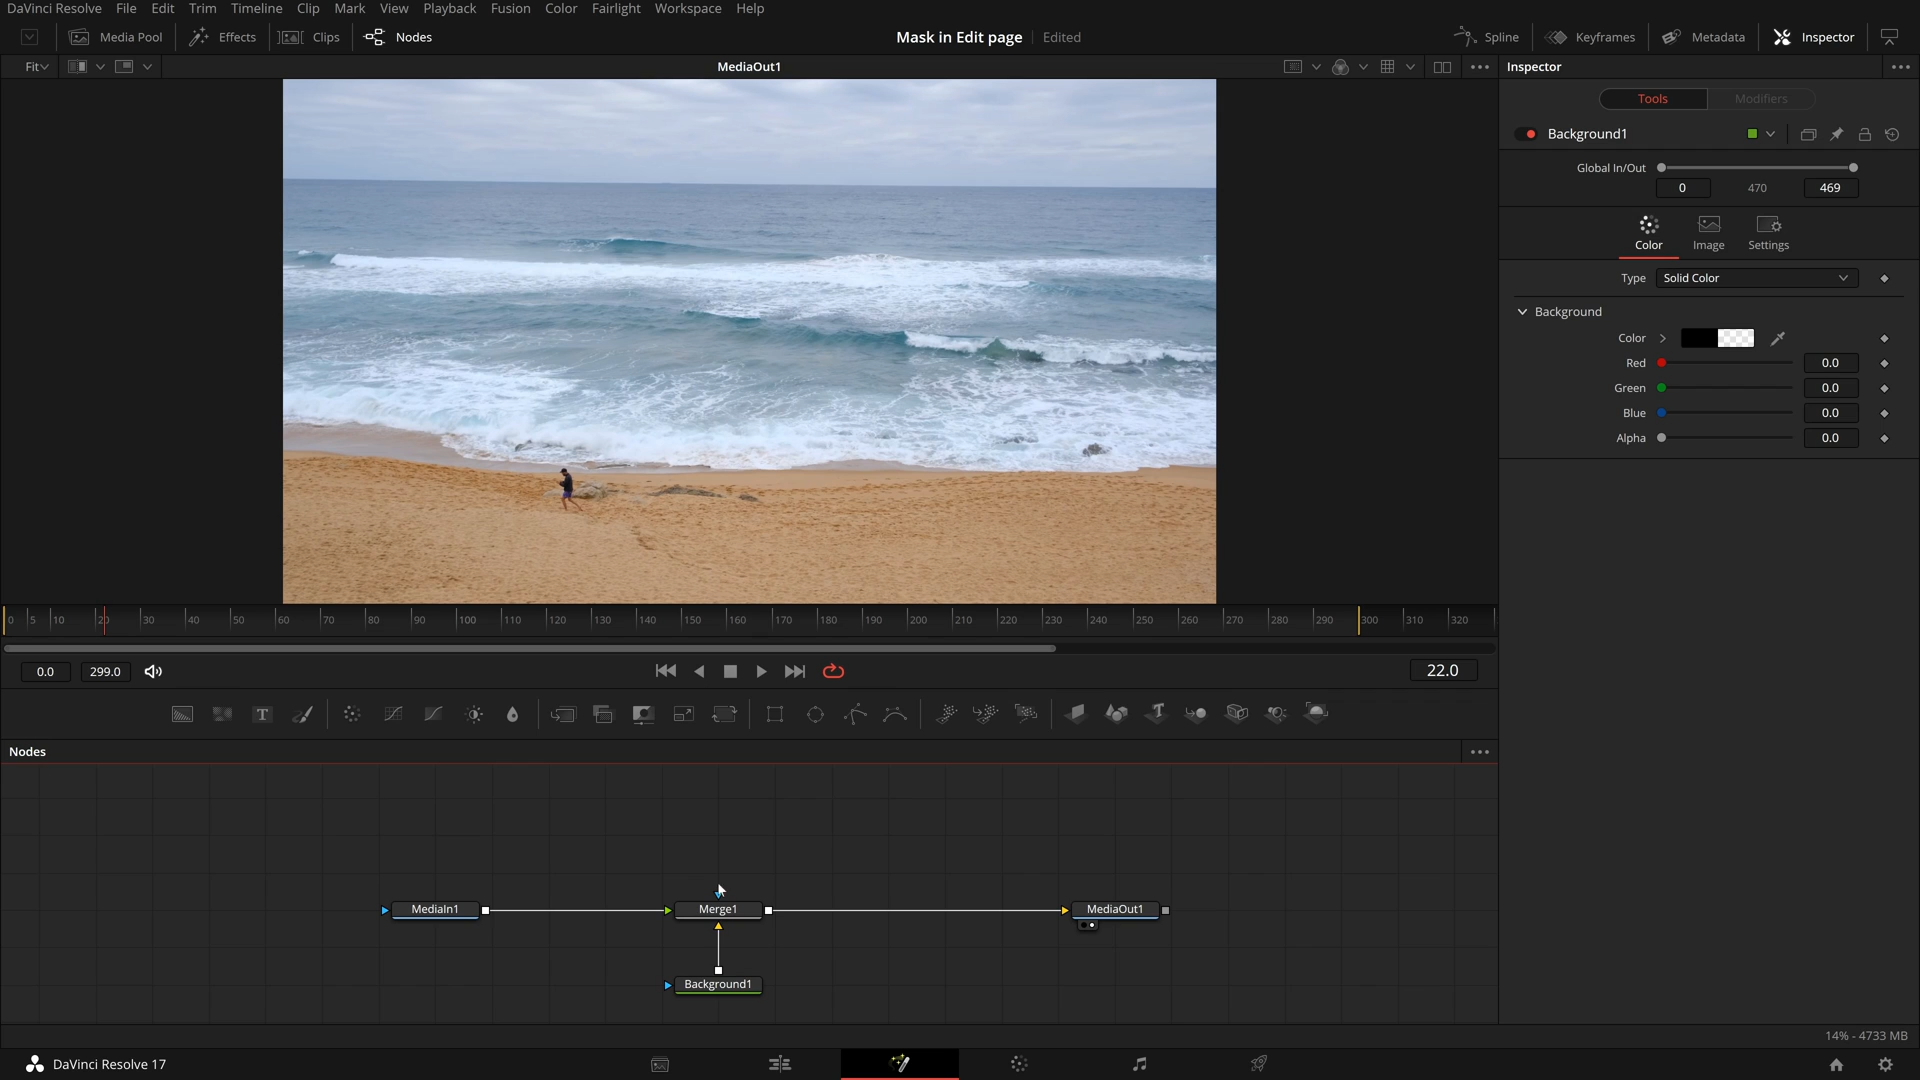 DaVinci Resolve File Edit Trim Timeline Clip Mark View Playback Fusion Color Fairlight Workspace Help
Media Pool Effects Clips Nodes Mask in Edit page Edited Spline Keyframes Metadata Inspector
Fit MediaOut1 Inspector
Tools Modifiers
Background1
Global In/Out
0 470 469
Color Image Settings
Type Solid Color
Background
Color
Red 0.0
Green 0.0
Blue 0.0
Alpha 0.0
0 5 10 20 30 40 50 60 70 80 90 100 110 120 130 140 150 160 170 180 190 200 210 220 230 240 250 260 270 280 290 300 310 320
0.0 299.0 22.0
T T
Nodes
MediaIn1 Merge1 MediaOut1
Background1
14% - 4733 MB
DaVinci Resolve 17